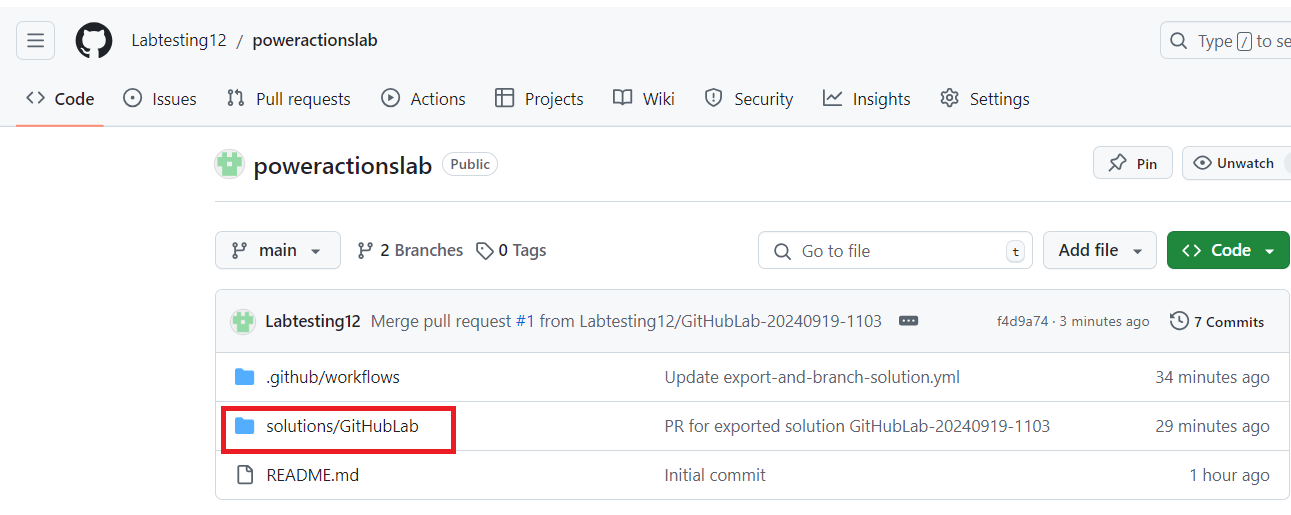 Labtesting12 / poweractionslab
Type / to se
Code Issues Pull requests Actions Projects Wiki Security Insights Settings
poweractionslab Public
Pin Unwatch
main 2 Branches 0 Tags Go to file t Add file Code
Labtesting12 Merge pull request #1 from Labtesting12/GitHubLab-20240919-1103 f4d9a74 · 3 minutes ago 7 Commits
.github/workflows Update export-and-branch-solution.yml 34 minutes ago
solutions/GitHubLab PR for exported solution GitHubLab-20240919-1103 29 minutes ago
README.md Initial commit 1 hour ago